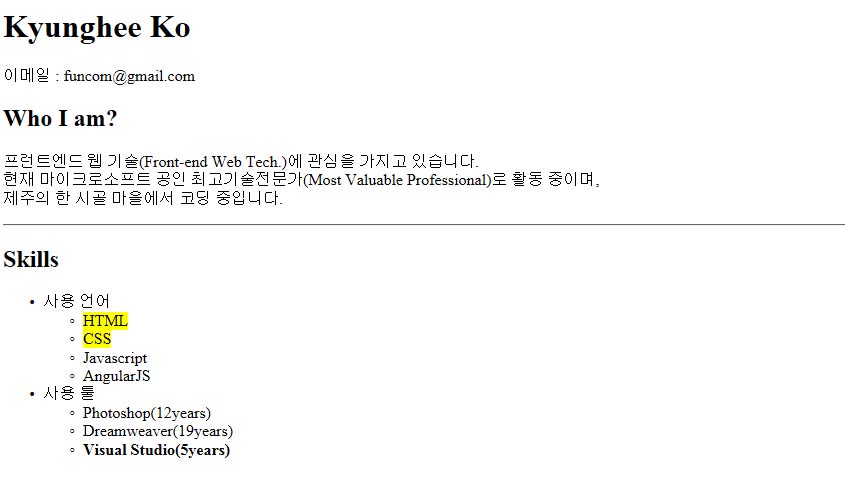 Kyunghee Ko
이메일 : funcom@gmail.com
Who I am?
프런트엔드 웹 기술(Front-end Web Tech.)에 관심을 가지고 있습니다.
현재 마이크로소프트 공인 최고기술전문가(Most Valuable Professional)로 활동 중이며,
제주의 한 시골 마을에서 코딩 중입니다.
Skills
• 사용 언어
◦ HTML
◦ CSS
◦ Javascript
◦ AngularJS
• 사용 툴
◦ Photoshop(12years)
◦ Dreamweaver(19years)
◦ Visual Studio(5years)